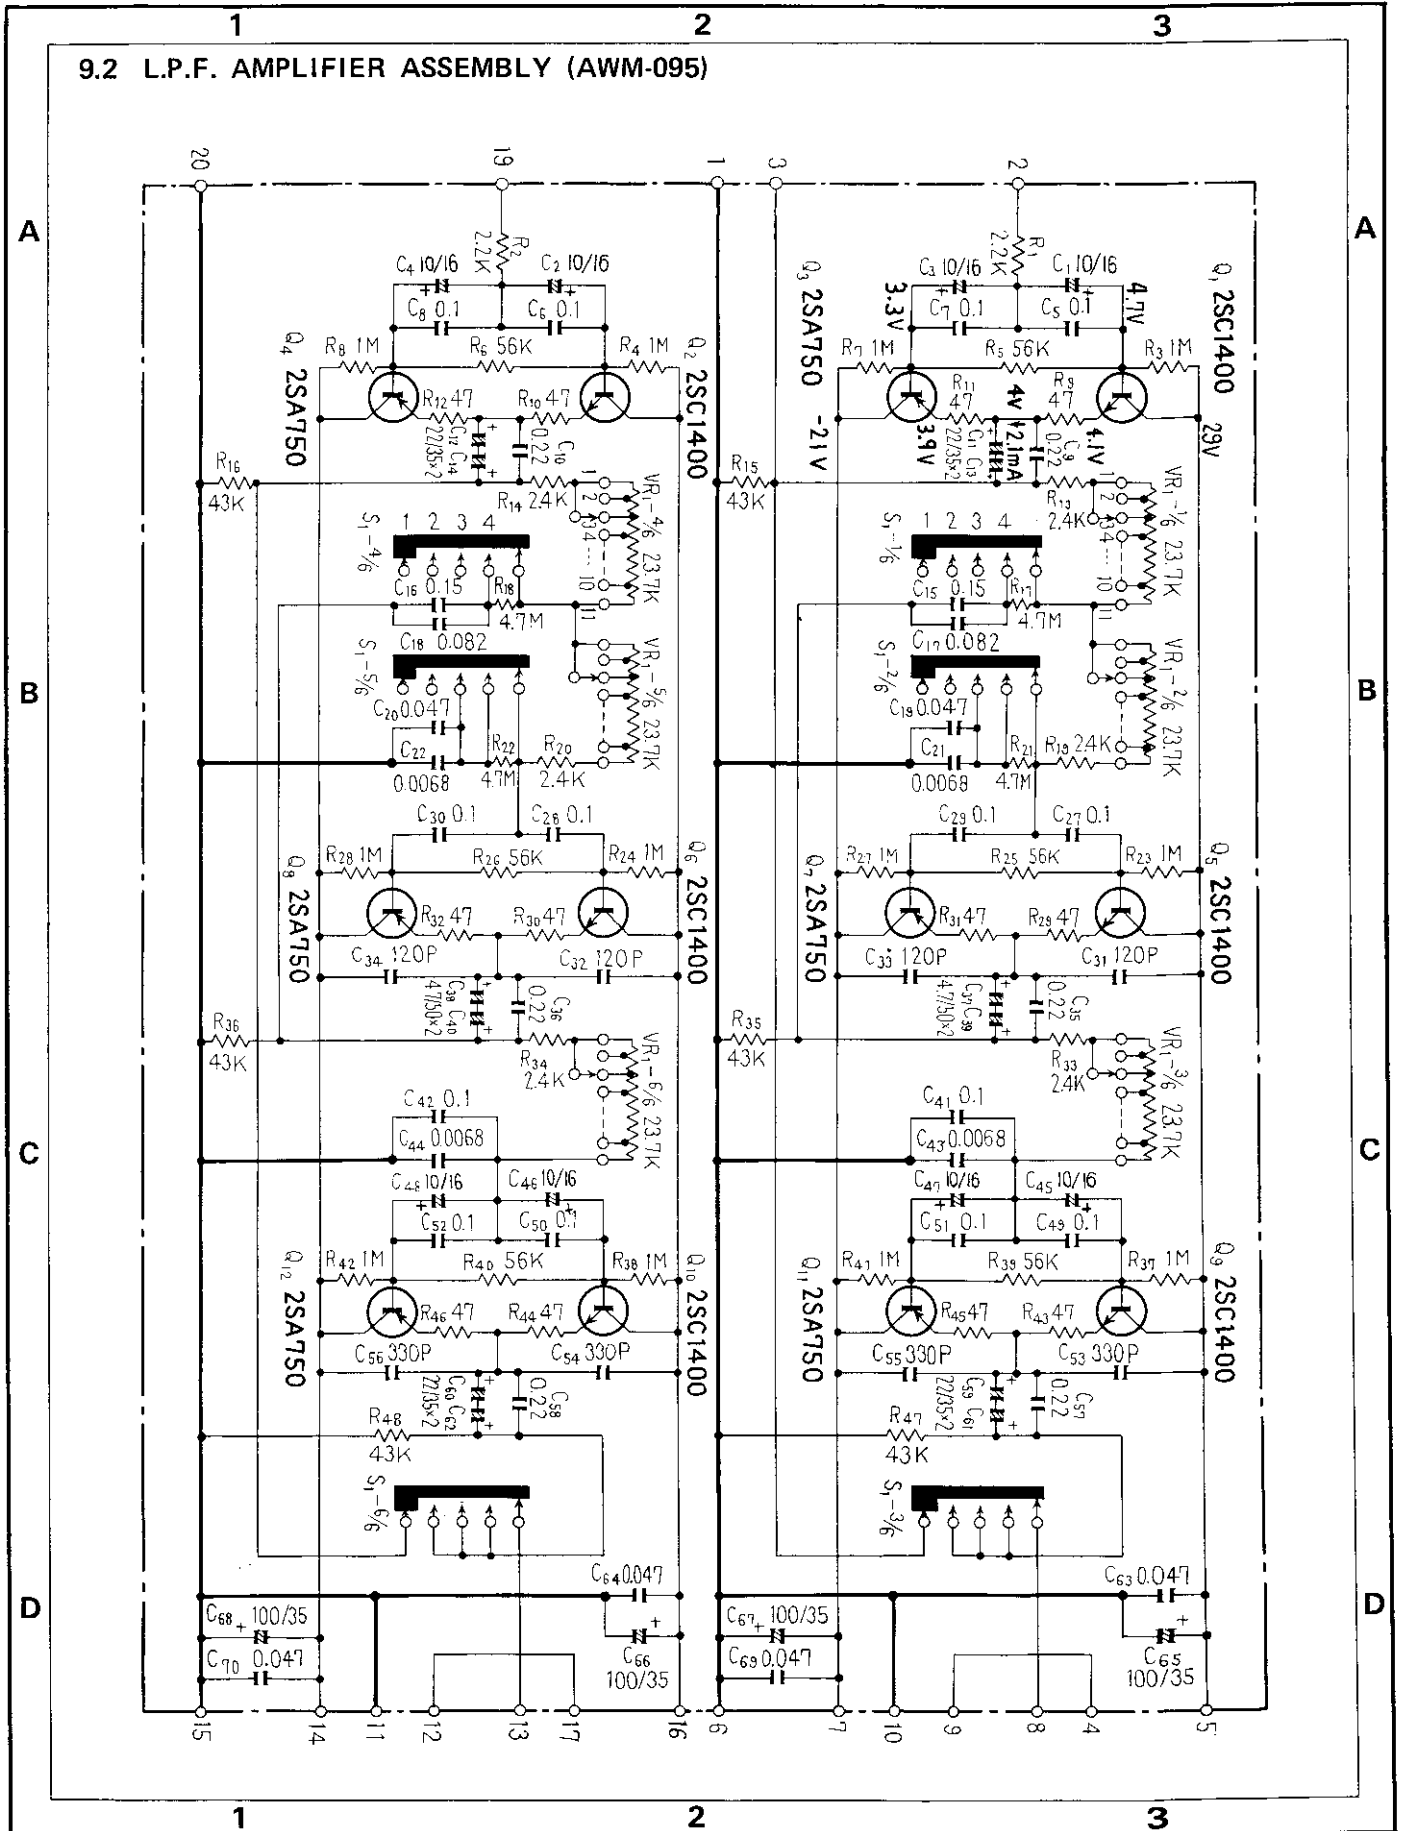 1 2 3
9.2 L.P.F. AMPLIFIER ASSEMBLY (AWM-095)
20 19 1 3 2
A A
R2 2.2K R1 2.2K
C4 10/16 C2 10/16 C3 10/16 C1 10/16
C8 0.1 C6 0.1 C7 0.1 C5 0.1
3.3V 4.7V
Q4 2SA750 Q2 2SC1400 Q3 2SA750 Q1 2SC1400
R8 1M R6 56K R4 1M R7 1M R5 56K R3 1M
R12 47 R10 47 R11 47 4V R9 47
-21V 3.9V 2.1mA 4.1V 29V
C12 C14 22/35×2 C10 0.22 C11 C13 22/35×2 C9 0.22
R16 43K R14 2.4K R15 43K R13 2.4K
1 2 3 4 ... 10 11 1 2 3 4 ... 10 11
VR1-4/6 23.7K VR1-1/6 23.7K
S1-4/6 1 2 3 4 S1-1/6 1 2 3 4
C16 0.15 R18 4.7M C15 0.15 R17 4.7M
C18 0.082 C17 0.082
S1-5/6 S1-2/6
VR1-5/6 23.7K VR1-2/6 23.7K
B B
C20 0.047 C19 0.047
C22 0.0068 R22 4.7M R20 2.4K C21 0.0068 R21 4.7M R19 2.4K
C30 0.1 C28 0.1 C29 0.1 C27 0.1
Q8 2SA750 Q6 2SC1400 Q7 2SA750 Q5 2SC1400
R28 1M R26 56K R24 1M R27 1M R25 56K R23 1M
R32 47 R30 47 R31 47 R29 47
C34 120P C32 120P C33 120P C31 120P
C38 C40 4.7/50×2 C36 0.22 C37 C39 4.7/50×2 C35 0.22
R36 43K R34 2.4K R35 43K R33 2.4K
VR1-6/6 23.7K VR1-3/6 23.7K
C42 0.1 C41 0.1
C C
C44 0.0068 C43 0.0068
C48 10/16 C46 10/16 C47 10/16 C45 10/16
C52 0.1 C50 0.1 C51 0.1 C49 0.1
Q12 2SA750 Q10 2SC1400 Q11 2SA750 Q9 2SC1400
R42 1M R40 56K R38 1M R41 1M R39 56K R37 1M
R46 47 R44 47 R45 47 R43 47
C56 330P C54 330P C55 330P C53 330P
C60 C62 22/35×2 C58 0.22 C59 C61 22/35×2 C57 0.22
R48 43K R47 43K
S1-6/6 S1-3/6
C64 0.047 C63 0.047
D D
C68 100/35 C67 100/35
C70 0.047 C66 100/35 C69 0.047 C65 100/35
15 14 11 12 13 17 16 6 7 10 9 8 4 5
1 2 3